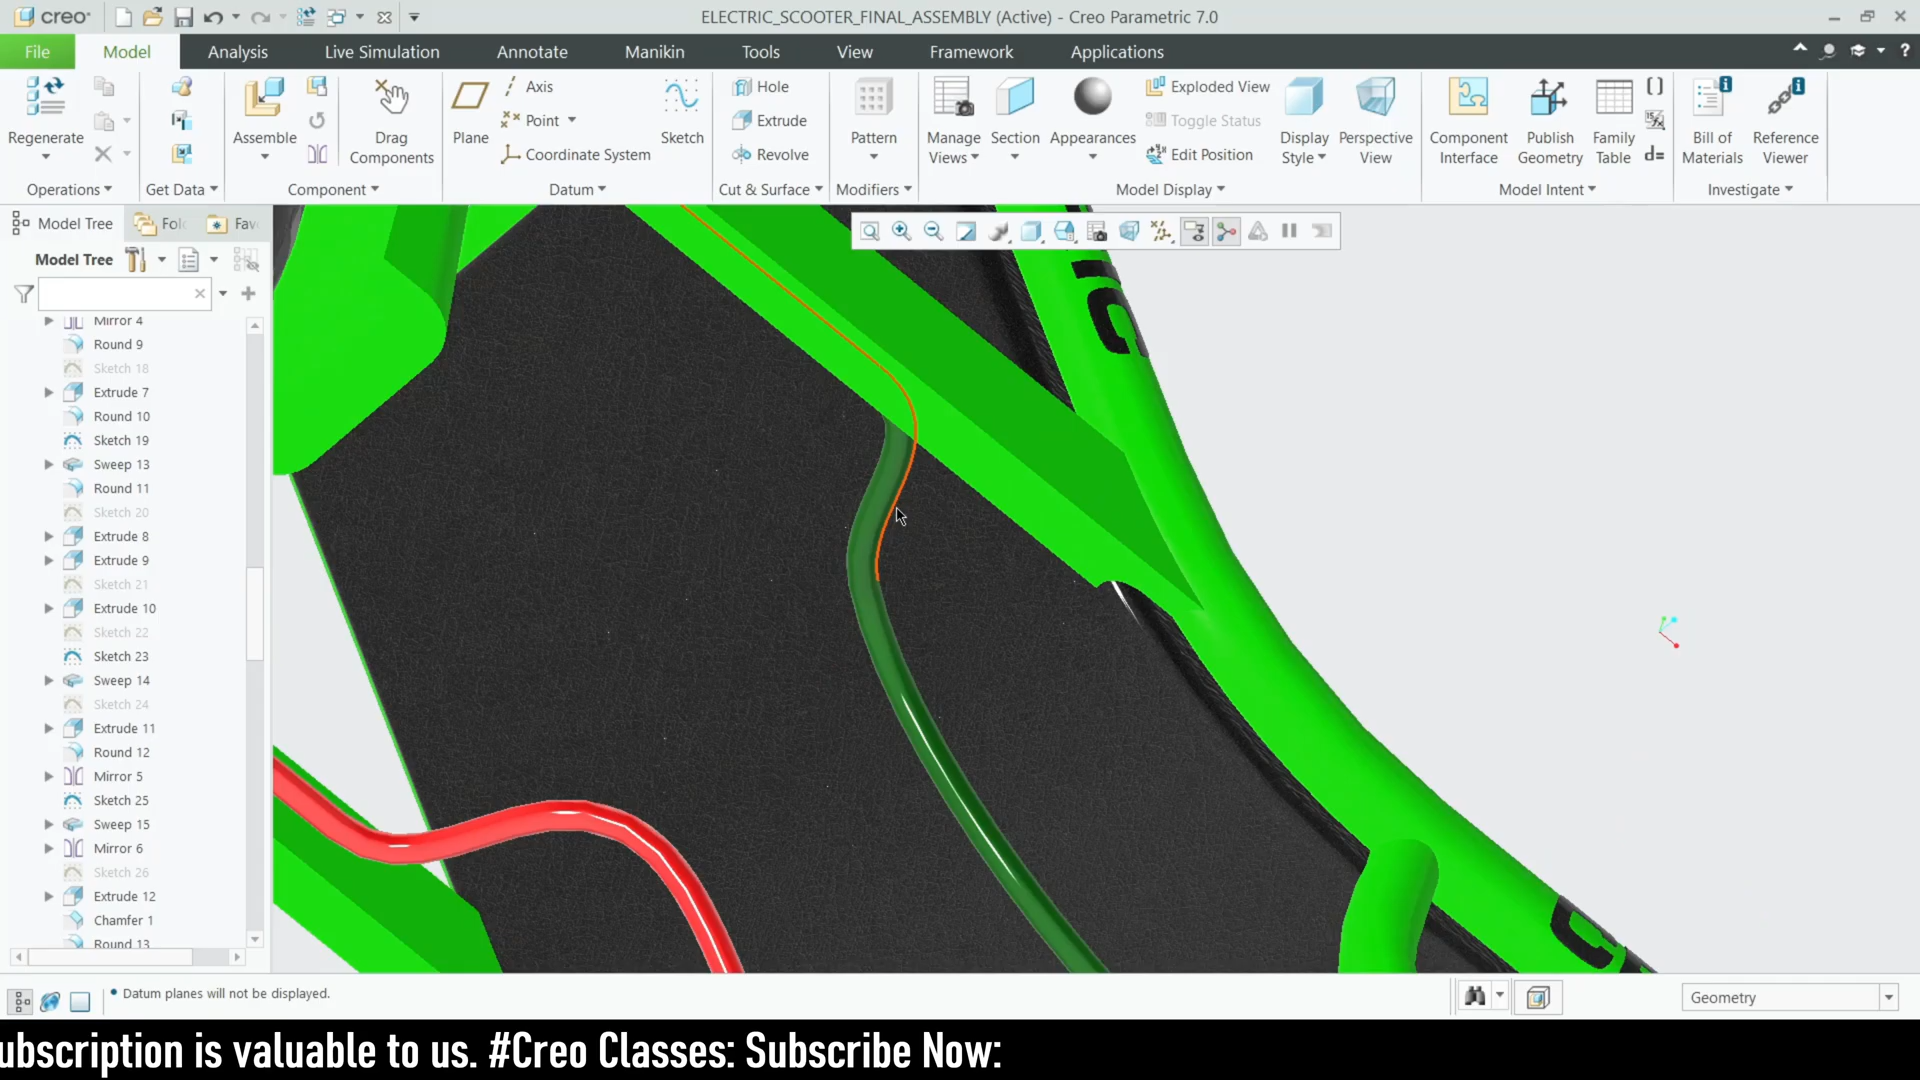 creo
ELECTRIC_SCOOTER_FINAL_ASSEMBLY (Active) - Creo Parametric 7.0
File Model Analysis Live Simulation Annotate Manikin Tools View Framework Applications
Regenerate
Operations
Get Data
Assemble
Drag Components
Component
Plane
Axis
Point
Coordinate System
Sketch
Datum
Hole
Extrude
Revolve
Cut & Surface
Pattern
Modifiers
Manage Views
Section
Appearances
Exploded View
Toggle Status
Edit Position
Display Style
Perspective View
Model Display
Component Interface
Publish Geometry
Family Table
d=
Model Intent
Bill of Materials
Reference Viewer
Investigate
Model Tree
Fol
Fav
Model Tree
Mirror 4
Round 9
Sketch 18
Extrude 7
Round 10
Sketch 19
Sweep 13
Round 11
Sketch 20
Extrude 8
Extrude 9
Sketch 21
Extrude 10
Sketch 22
Sketch 23
Sweep 14
Sketch 24
Extrude 11
Round 12
Mirror 5
Sketch 25
Sweep 15
Mirror 6
Sketch 26
Extrude 12
Chamfer 1
Round 13
Datum planes will not be displayed.
Geometry
ubscription is valuable to us. #Creo Classes: Subscribe Now: